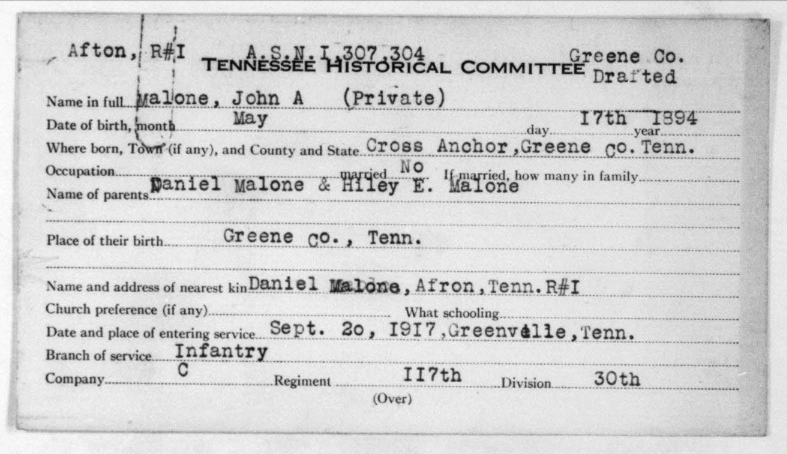 Afton, R#I A.S.N.I,307,304 Greene Co.
TENNESSEE HISTORICAL COMMITTEE Drafted
Name in full Malone, John A (Private)
Date of birth, month May day 17th year 1894
Where born, Town (if any), and County and State Cross Anchor,Greene co.Tenn.
Occupation married No If married, how many in family
Name of parents Daniel Malone & Hiley E. Malone
Place of their birth Greene co., Tenn.
Name and address of nearest kin Daniel Malone,Afron,Tenn.R#I
Church preference (if any) What schooling
Date and place of entering service Sept. 2o, I9I7,Greenville,Tenn.
Branch of service Infantry
Company C Regiment II7th Division 30th
(Over)